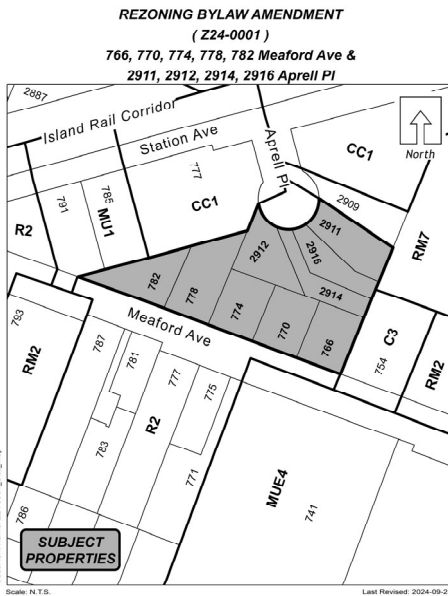 REZONING BYLAW AMENDMENT
( Z24-0001 )
766, 770, 774, 778, 782 Meaford Ave &
2911, 2912, 2914, 2916 Aprell Pl
2887
Island Rail Corridor
Station Ave
Aprell Pl
CC1
North
777
785
791
MU1
CC1
R2
2909
RM7
2911
2912
2916
782
778
2914
774
770
766
Meaford Ave
793
RM2
787
781
777
775
C3
754
RM2
R2
783
771
MUE4
741
786
SUBJECT
PROPERTIES
Scale: N.T.S.
Last Revised: 2024-09-2